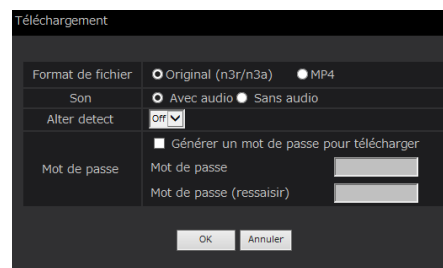 Téléchargement
Format de fichier Original (n3r/n3a) MP4
Son Avec audio Sans audio
Alter detect Off
Générer un mot de passe pour télécharger
Mot de passe Mot de passe
Mot de passe (ressaisir)
OK Annuler